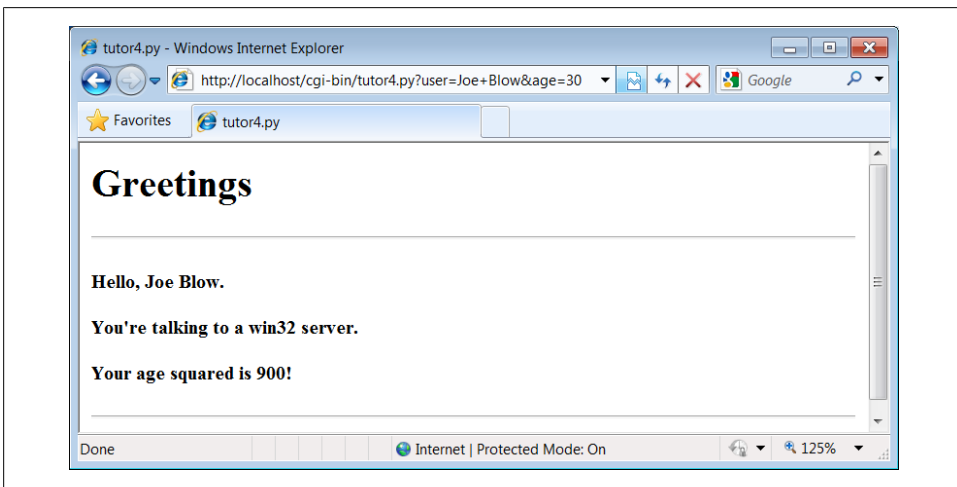 tutor4.py - Windows Internet Explorer
http://localhost/cgi-bin/tutor4.py?user=Joe+Blow&age=30
Google
Favorites
tutor4.py
Greetings
Hello, Joe Blow.
You're talking to a win32 server.
Your age squared is 900!
Done
Internet | Protected Mode: On
125%